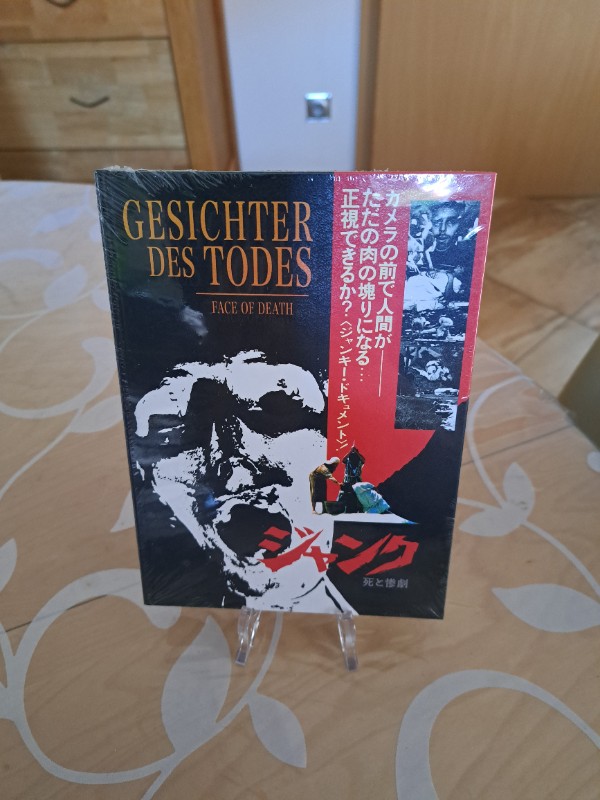 GESICHTER
DES TODES
FACE OF DEATH
カメラの前で人間が——
ただの肉の塊りになる…
正視できるか?〈ジャンキー・ドキュメント〉!
ジャンク
死と惨劇